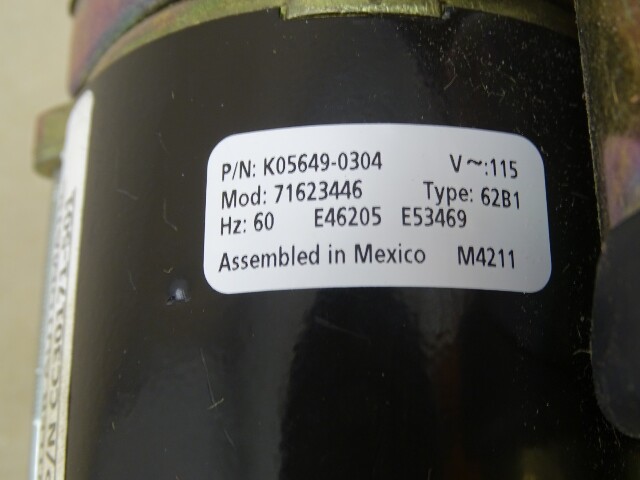 P/N: K05649-0304 V~:115
Mod: 71623446 Type: 62B1
Hz: 60 E46205 E53469
Assembled in Mexico M4211